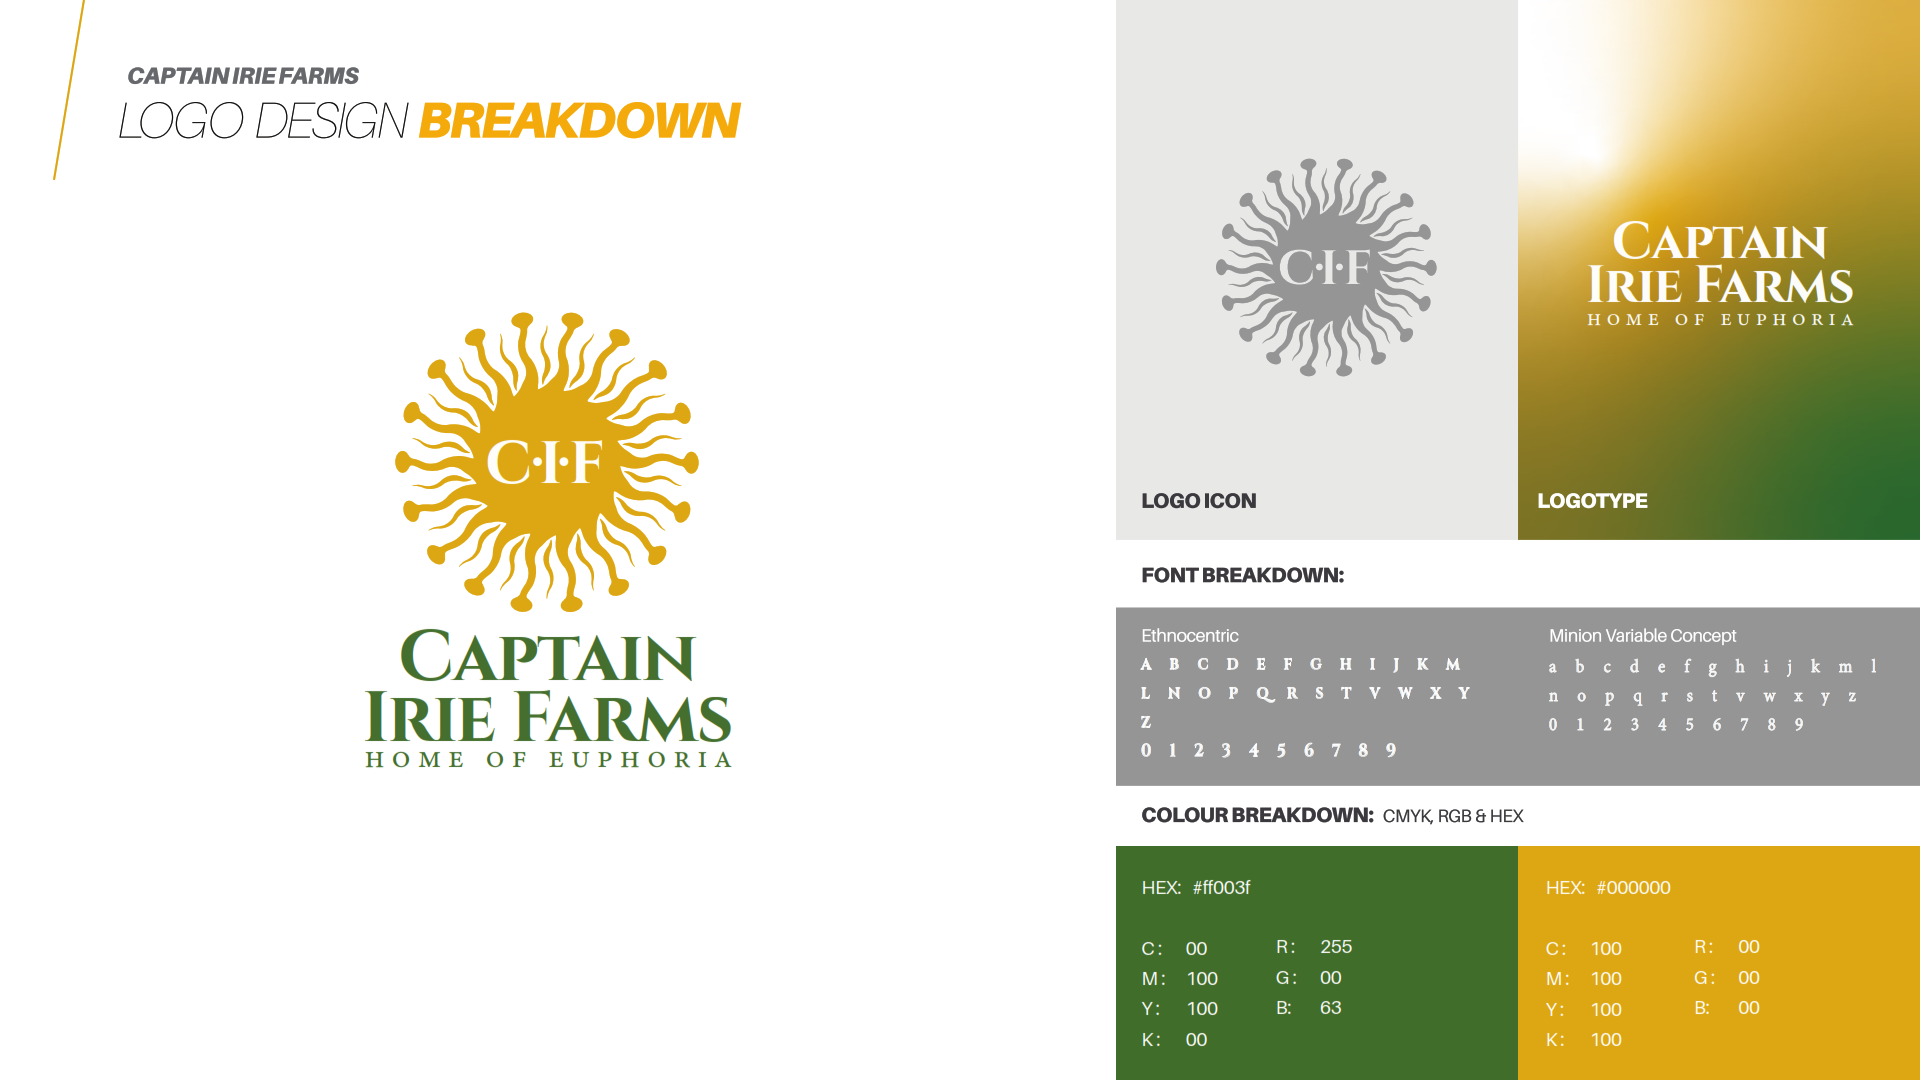 CAPTAIN IRIE FARMS
LOGO DESIGN BREAKDOWN
C·I·F
CAPTAIN
IRIE FARMS
HOME OF EUPHORIA
C·I·F
LOGO ICON
CAPTAIN
IRIE FARMS
HOME OF EUPHORIA
LOGOTYPE
FONT BREAKDOWN:
Ethnocentric
A B C D E F G H I J K M
L N O P Q R S T V W X Y
Z
0 1 2 3 4 5 6 7 8 9
Minion Variable Concept
a b c d e f g h i j k m l
n o p q r s t v w x y z
0 1 2 3 4 5 6 7 8 9
COLOUR BREAKDOWN: CMYK, RGB & HEX
HEX: #ff003f
C: 00
M: 100
Y: 100
K: 00
R: 255
G: 00
B: 63
HEX: #000000
C: 100
M: 100
Y: 100
K: 100
R: 00
G: 00
B: 00